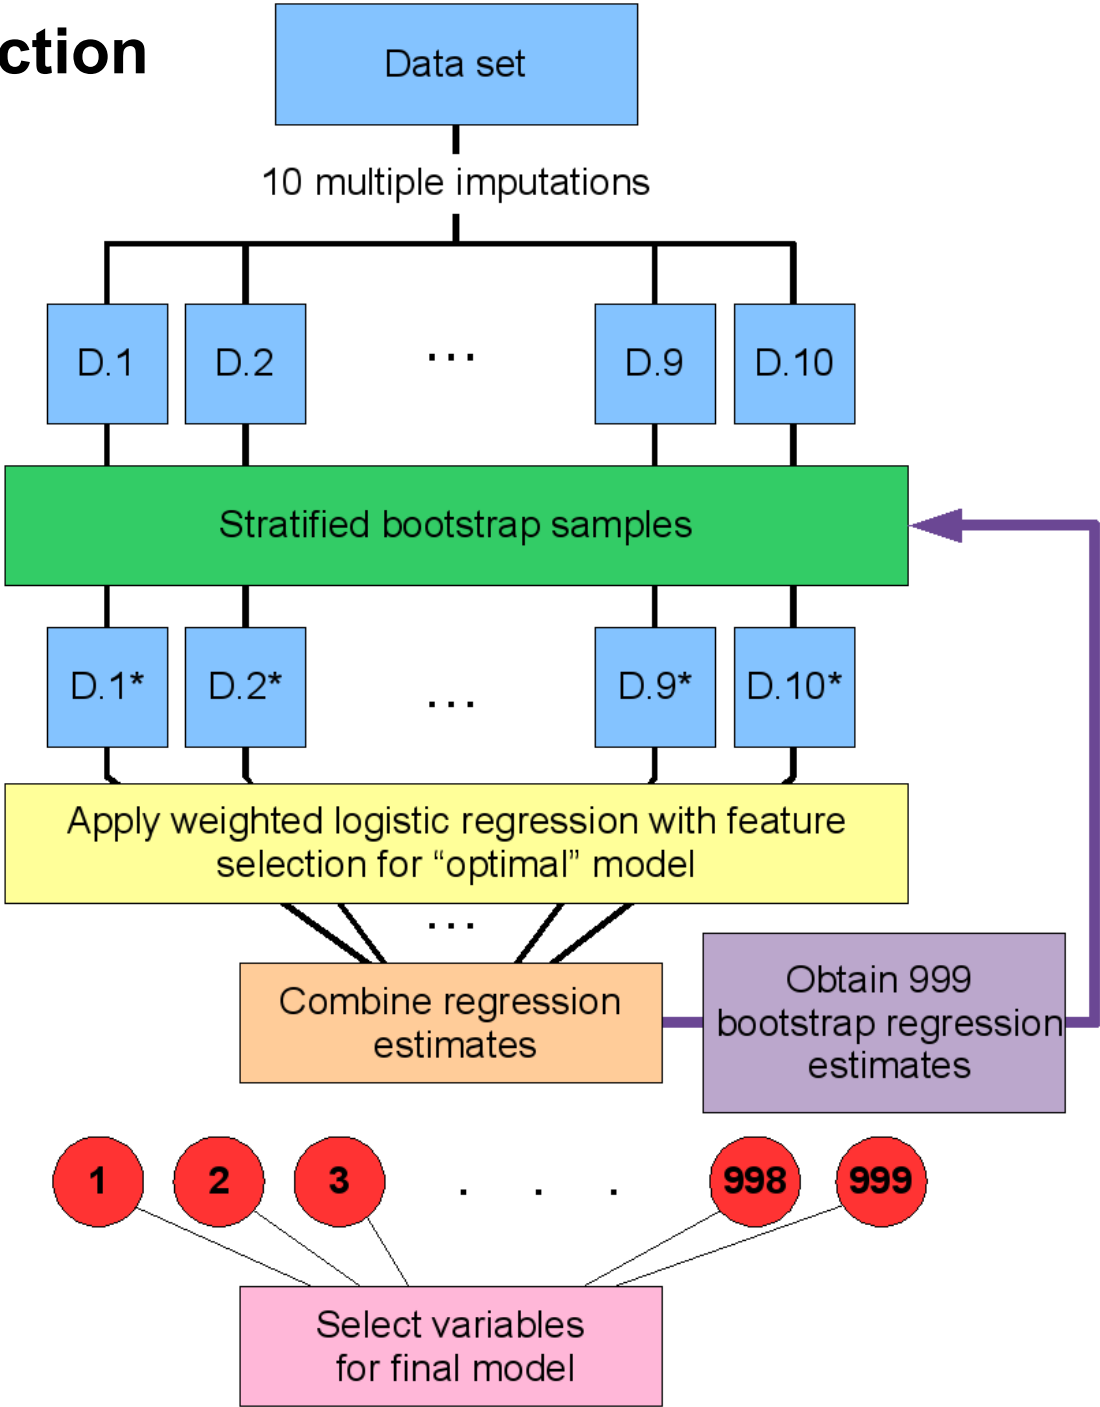 ction
Data set
10 multiple imputations
D.1 D.2 ... D.9 D.10
Stratified bootstrap samples
D.1* D.2* ... D.9* D.10*
Apply weighted logistic regression with feature
selection for “optimal” model
...
Combine regression
estimates
Obtain 999
bootstrap regression
estimates
1 2 3 . . . 998 999
Select variables
for final model